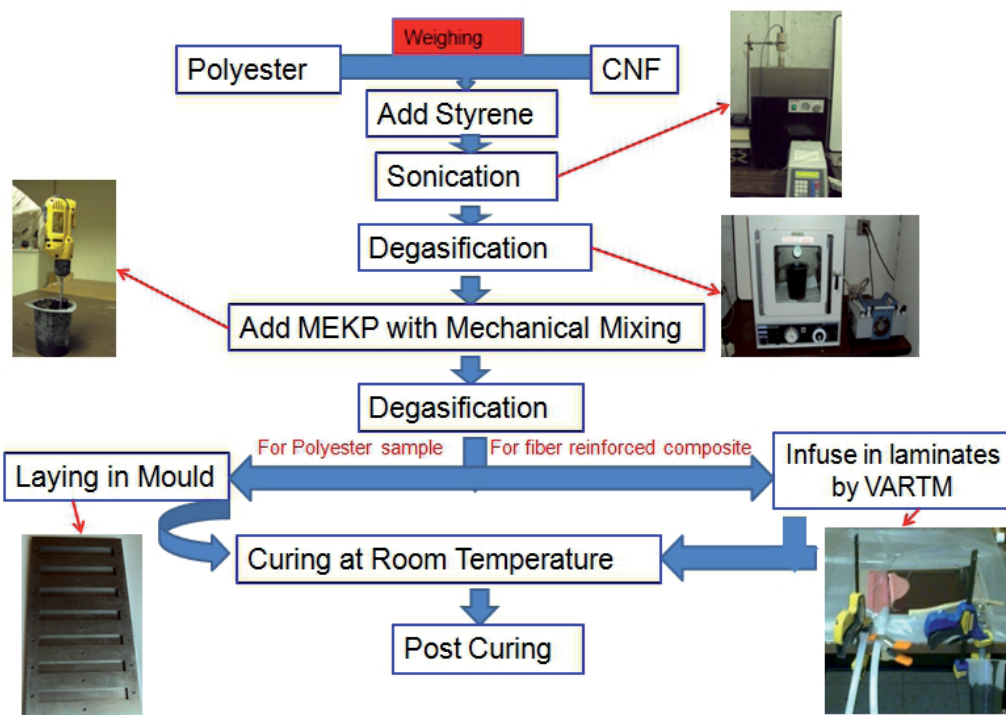 Weighing
Polyester
CNF
Add Styrene
Sonication
Degasification
Add MEKP with Mechanical Mixing
Degasification
For Polyester sample
For fiber reinforced composite
Laying in Mould
Infuse in laminates
by VARTM
Curing at Room Temperature
Post Curing